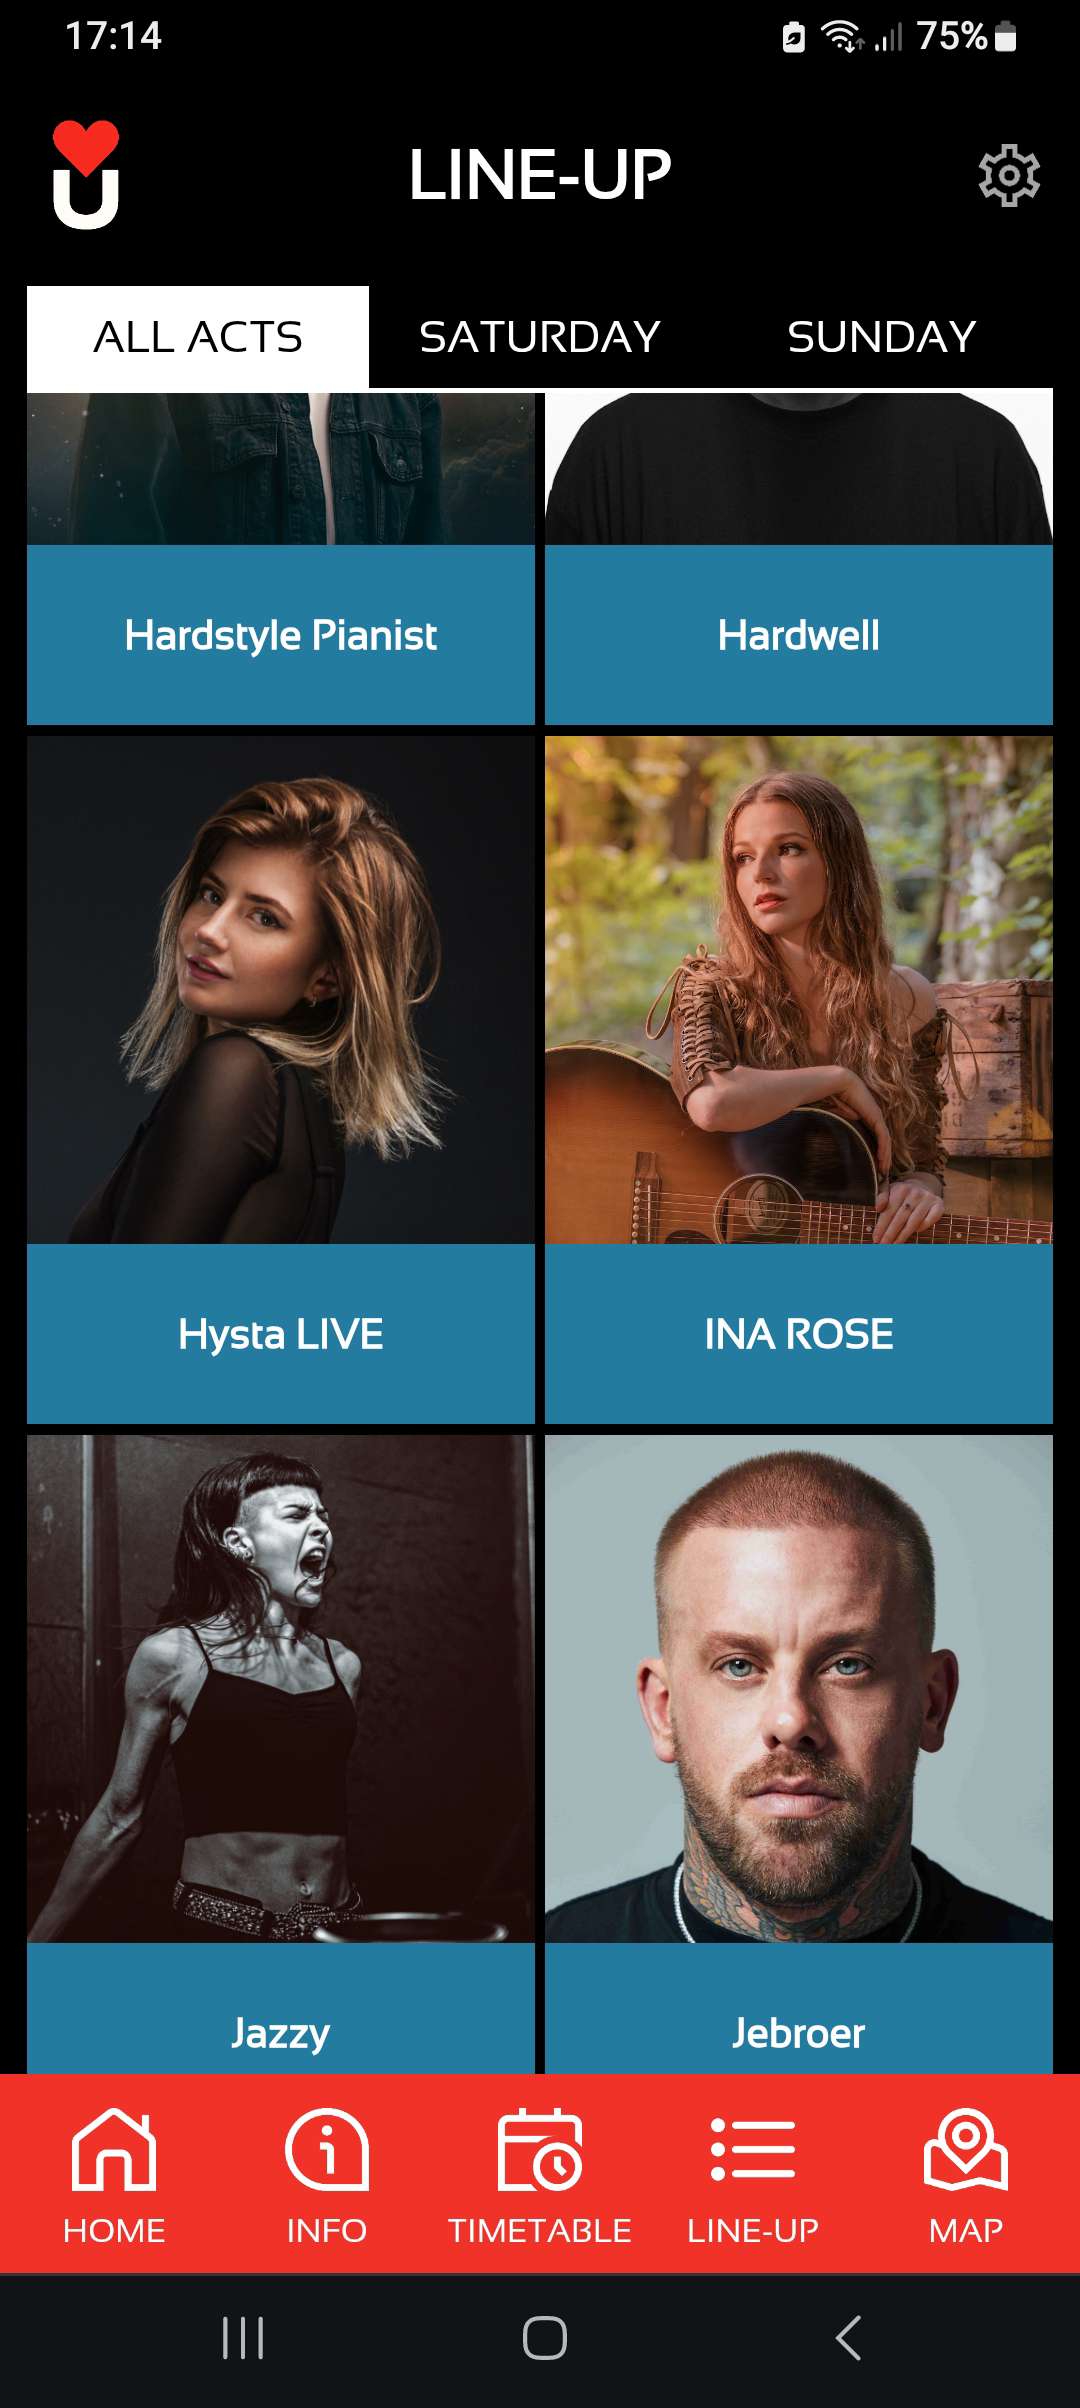 17:14
75%
LINE-UP
ALL ACTS
SATURDAY
SUNDAY
Hardstyle Pianist
Hardwell
Hysta LIVE
INA ROSE
Jazzy
Jebroer
HOME
INFO
TIMETABLE
LINE-UP
MAP